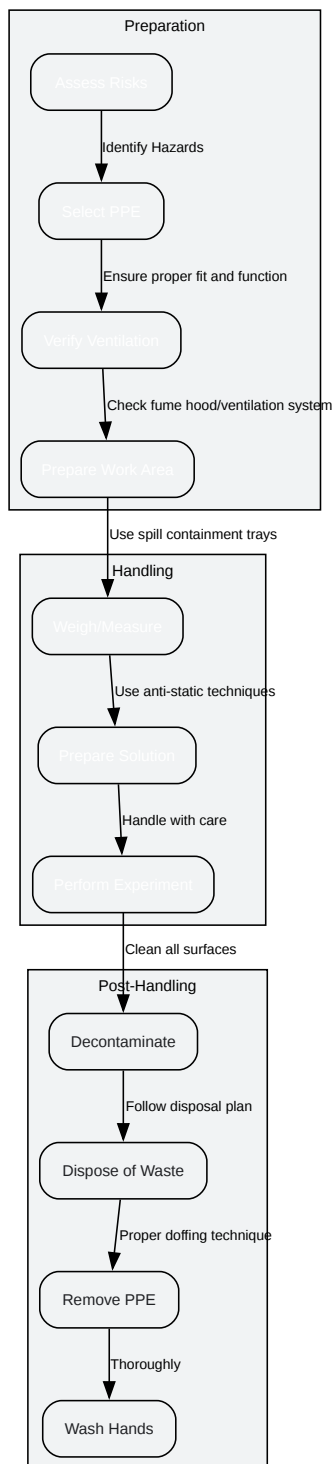 Preparation
Assess Risks
Identify Hazards
Select PPE
Ensure proper fit and function
Verify Ventilation
Check fume hood/ventilation system
Prepare Work Area
Use spill containment trays
Handling
Weigh/Measure
Use anti-static techniques
Prepare Solution
Handle with care
Perform Experiment
Clean all surfaces
Post-Handling
Decontaminate
Follow disposal plan
Dispose of Waste
Proper doffing technique
Remove PPE
Thoroughly
Wash Hands